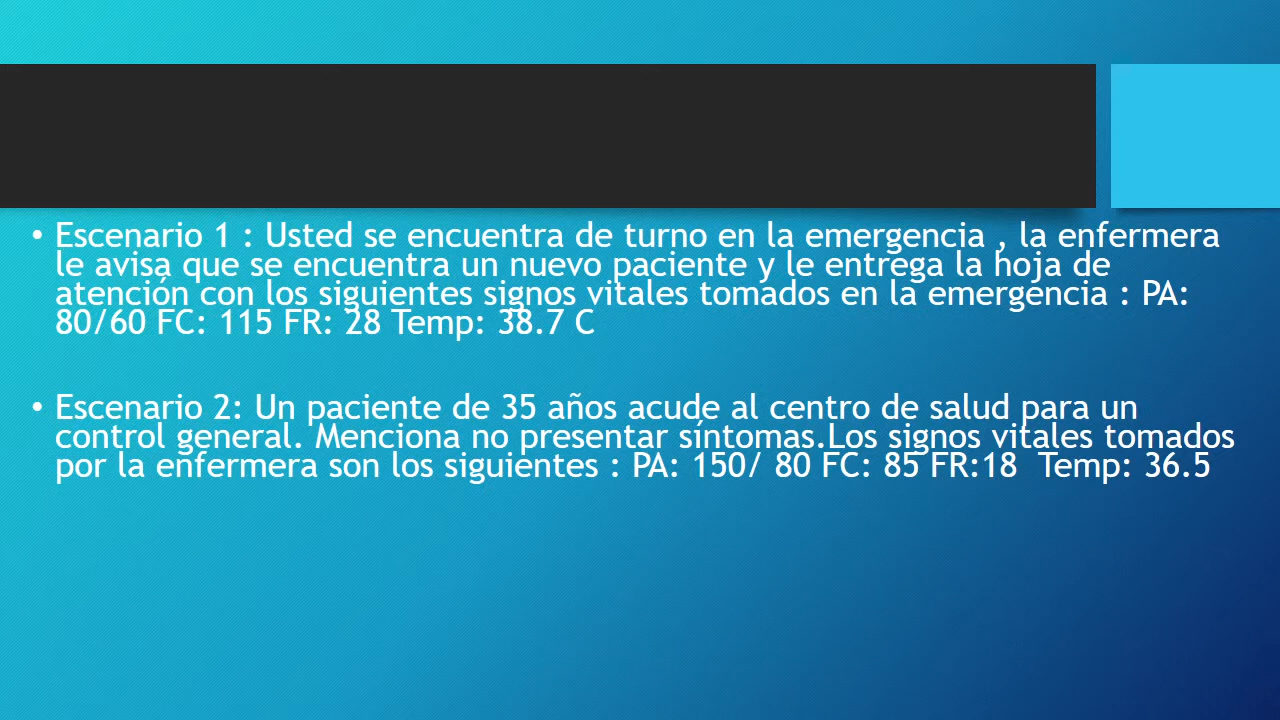 • Escenario 1 : Usted se encuentra de turno en la emergencia , la enfermera
le avisa que se encuentra un nuevo paciente y le entrega la hoja de
atención con los siguientes signos vitales tomados en la emergencia : PA:
80/60 FC: 115 FR: 28 Temp: 38.7 C
• Escenario 2: Un paciente de 35 años acude al centro de salud para un
control general. Menciona no presentar síntomas.Los signos vitales tomados
por la enfermera son los siguientes : PA: 150/ 80 FC: 85 FR:18 Temp: 36.5